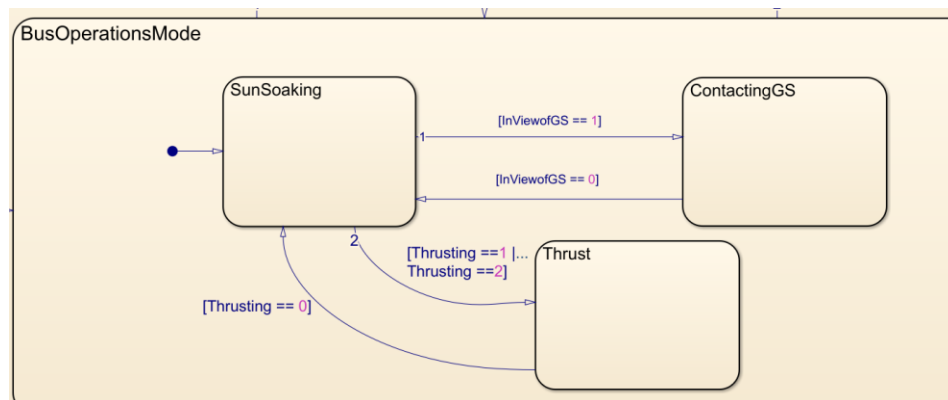 BusOperationsMode
SunSoaking
ContactingGS
[InViewofGS == 1]
1
[InViewofGS == 0]
2
[Thrusting ==1 |...
Thrusting ==2]
Thrust
[Thrusting == 0]